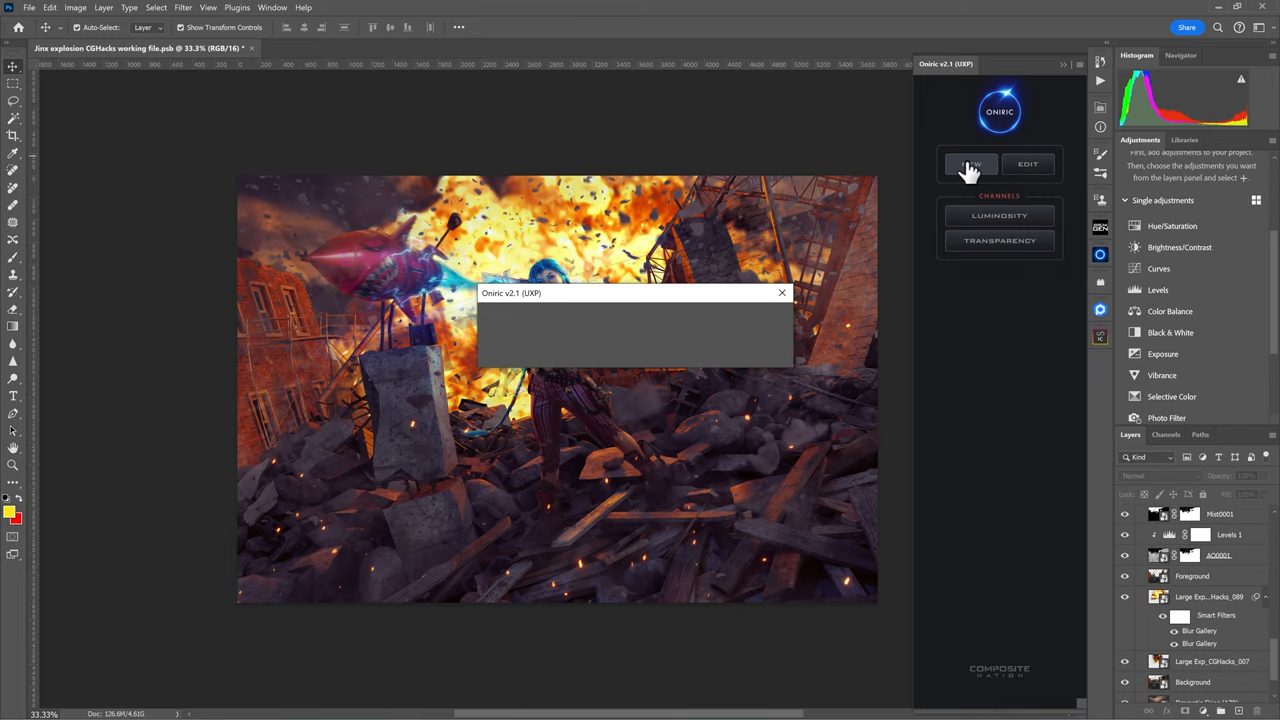 File Edit Image Layer Type Select Filter View Plugins Window Help
Auto-Select: Layer Show Transform Controls Share
Jinx explosion CGHacks working file.psb @ 33.3% (RGB/16) *
Oniric v2.1 (UXP)
ONIRIC
EDIT
CHANNELS
LUMINOSITY
TRANSPARENCY
Oniric v2.1 (UXP)
COMPOSITE
NATION
Histogram Navigator
Adjustments Libraries
First, add adjustments to your project.
Then, choose the adjustments you want
from the layers panel and select +
Single adjustments
Hue/Saturation
Brightness/Contrast
Curves
Levels
Color Balance
Black & White
Exposure
Vibrance
Selective Color
Photo Filter
Layers Channels Paths
Kind
Normal Opacity: 100%
Lock: Fill: 100%
Mist0001
Levels 1
AO0001
Foreground
Large Exp...Hacks_089
Smart Filters
Blur Gallery
Blur Gallery
Large Exp_CGHacks_007
Background
33.33% Doc: 126.6M/4.61G